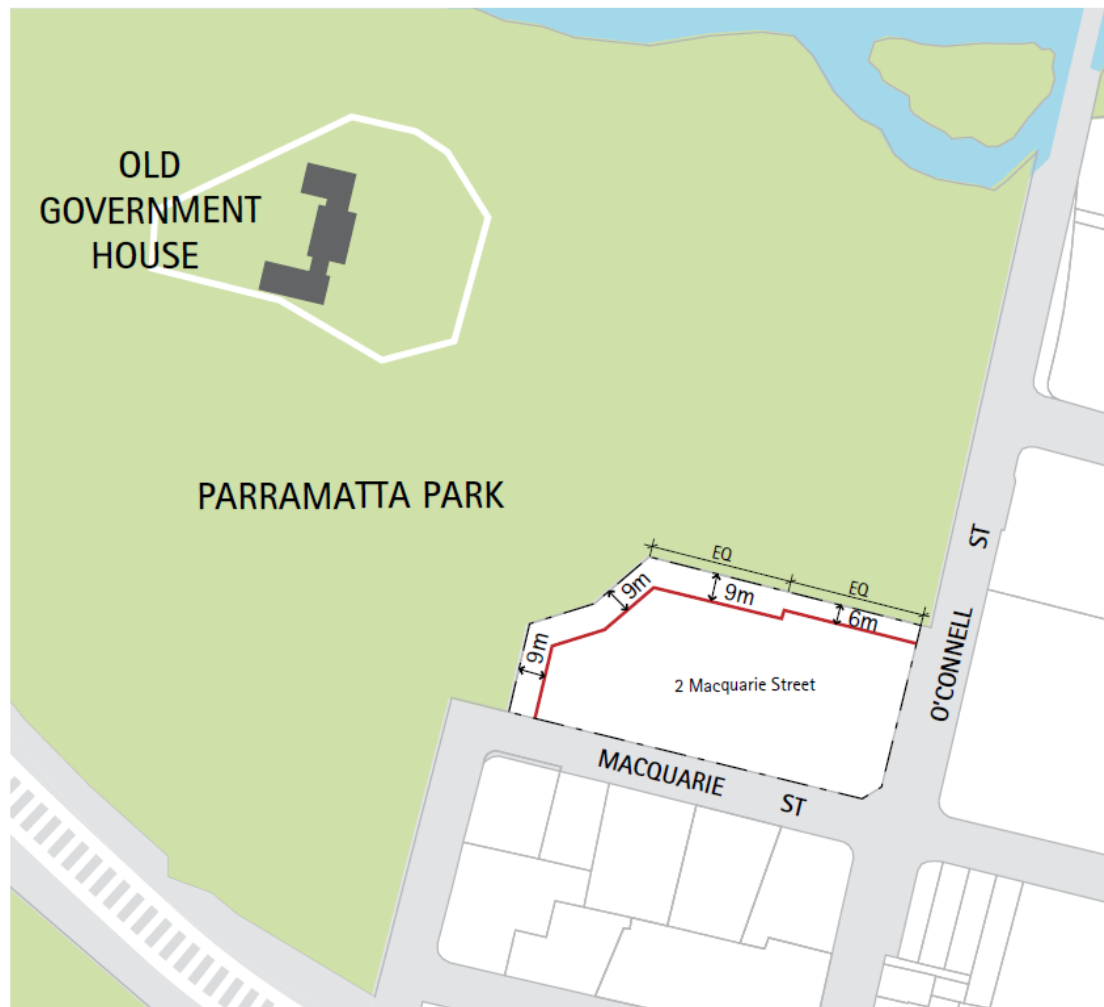 OLD
GOVERNMENT
HOUSE
PARRAMATTA PARK
EQ
EQ
9m
9m
6m
9m
2 Macquarie Street
O'CONNELL ST
MACQUARIE ST